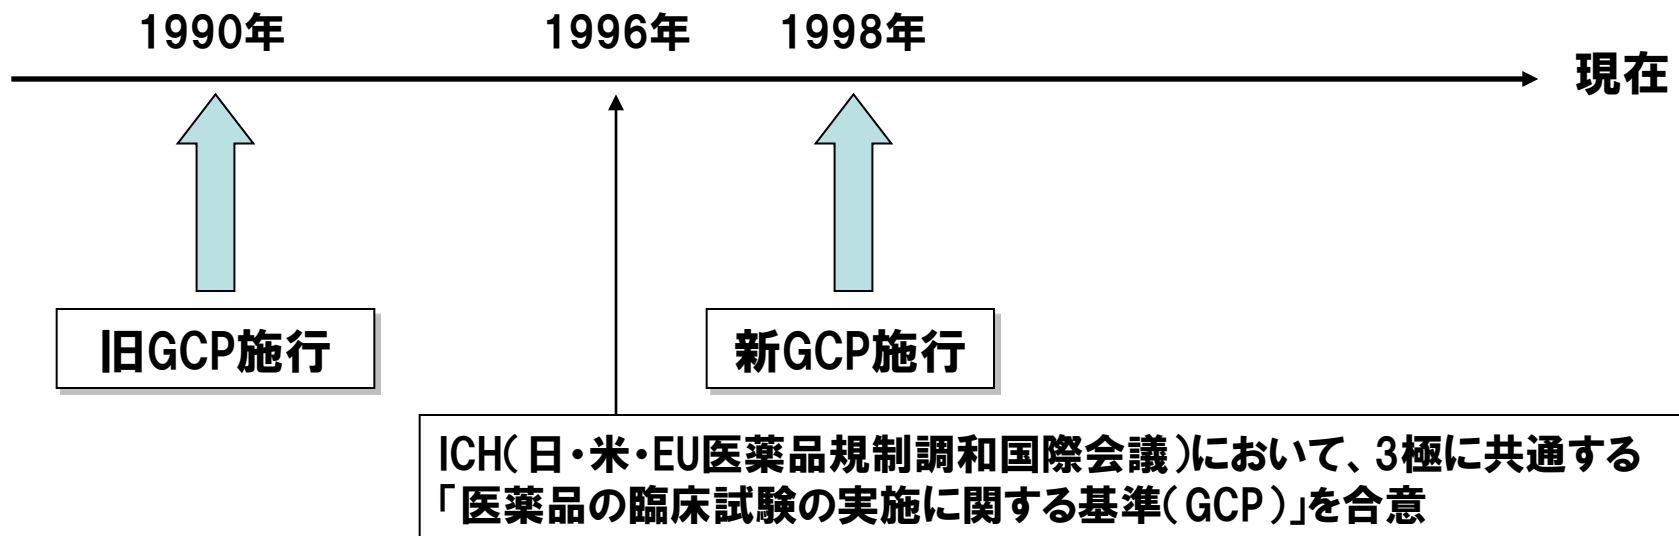 1990年
1996年
1998年
現在
旧GCP施行
新GCP施行
ICH(日・米・EU医薬品規制調和国際会議)において、3極に共通する
「医薬品の臨床試験の実施に関する基準(GCP)」を合意